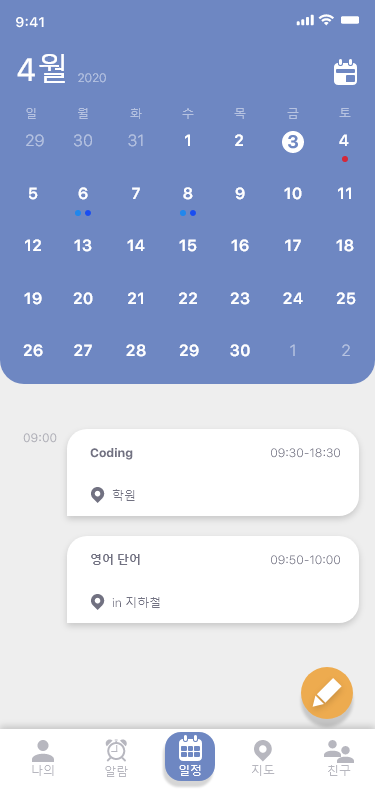 9:41
4월 2020
일 월 화 수 목 금 토
29 30 31 1 2 3 4
5 6 7 8 9 10 11
12 13 14 15 16 17 18
19 20 21 22 23 24 25
26 27 28 29 30 1 2
09:00
Coding 09:30-18:30
학원
영어 단어 09:50-10:00
in 지하철
나의 알람 일정 지도 친구